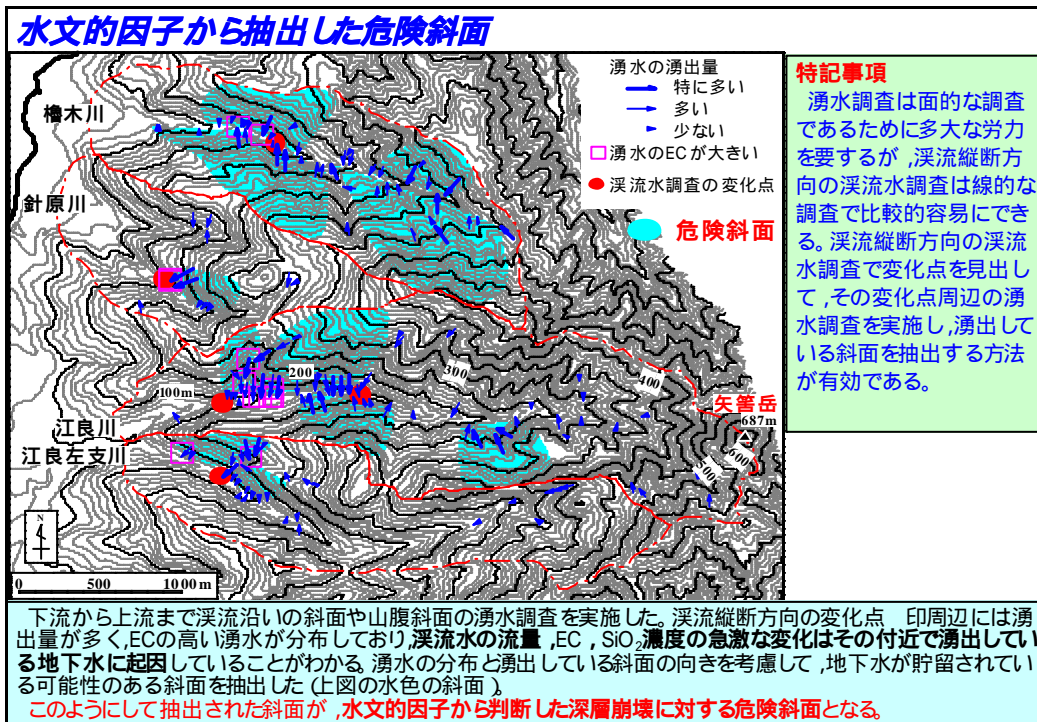 水文的因子から抽出した危険斜面
湧水の湧出量
特に多い
多い
少ない
湧水のECが大きい
渓流水調査の変化点
危険斜面
櫓木川
針原川
江良川
江良左支川
100m
200
300
400
500
600
矢筈岳
687m
N
0 500 1000m
特記事項
湧水調査は面的な調査
であるために多大な労力
を要するが,渓流縦断方
向の渓流水調査は線的な
調査で比較的容易にでき
る。渓流縦断方向の渓流
水調査で変化点を見出し
て,その変化点周辺の湧
水調査を実施し,湧出して
いる斜面を抽出する方法
が有効である。
下流から上流まで渓流沿いの斜面や山腹斜面の湧水調査を実施した。渓流縦断方向の変化点 印周辺には湧
出量が多く,ECの高い湧水が分布しており,渓流水の流量,EC,SiO₂濃度の急激な変化はその付近で湧出してい
る地下水に起因していることがわかる。湧水の分布と湧出している斜面の向きを考慮して,地下水が貯留されてい
る可能性のある斜面を抽出した(上図の水色の斜面)。
このようにして抽出された斜面が,水文的因子から判断した深層崩壊に対する危険斜面となる。